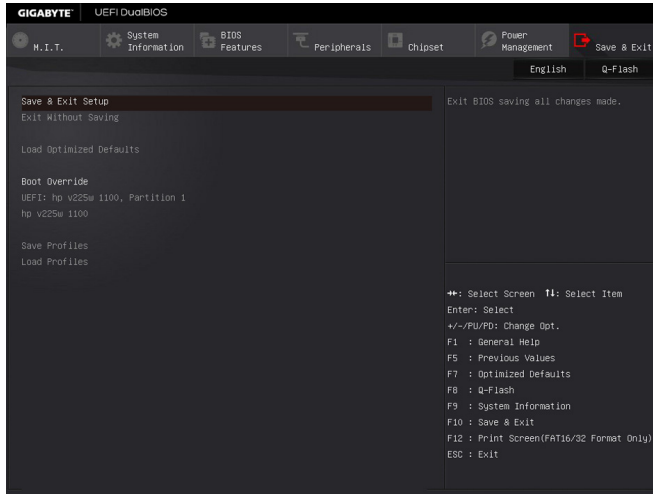 GIGABYTE™ UEFI DualBIOS
M.I.T.
System Information
BIOS Features
Peripherals
Chipset
Power Management
Save & Exit
English
Q-Flash
Save & Exit Setup
Exit BIOS saving all changes made.
Exit Without Saving
Load Optimized Defaults
Boot Override
UEFI: hp v225w 1100, Partition 1
hp v225w 1100
Save Profiles
Load Profiles
→←: Select Screen ↑↓: Select Item
Enter: Select
+/-/PU/PD: Change Opt.
F1 : General Help
F5 : Previous Values
F7 : Optimized Defaults
F8 : Q-Flash
F9 : System Information
F10 : Save & Exit
F12 : Print Screen(FAT16/32 Format Only)
ESC : Exit